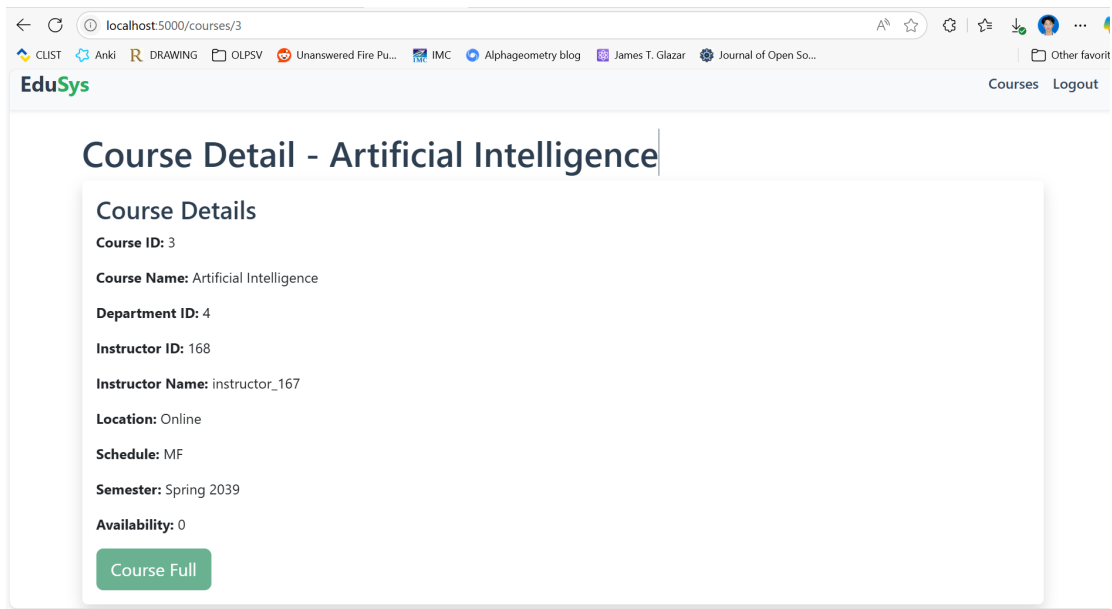 localhost:5000/courses/3
CLIST Anki DRAWING OLPSV Unanswered Fire Pu... IMC Alphageometry blog James T. Glazar Journal of Open So... Other favorit
EduSys Courses Logout
Course Detail - Artificial Intelligence
Course Details
Course ID: 3
Course Name: Artificial Intelligence
Department ID: 4
Instructor ID: 168
Instructor Name: instructor_167
Location: Online
Schedule: MF
Semester: Spring 2039
Availability: 0
Course Full